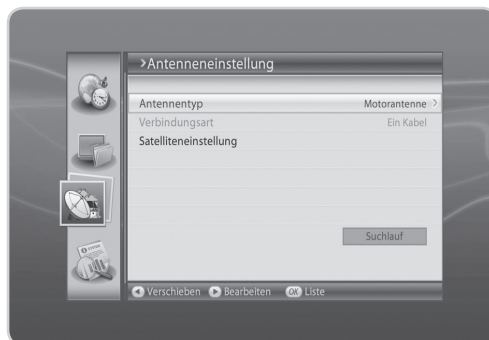 >Antenneneinstellung
Antennentyp Motorantenne >
Verbindungsart Ein Kabel
Satelliteneinstellung
Suchlauf
Verschieben Bearbeiten OK Liste